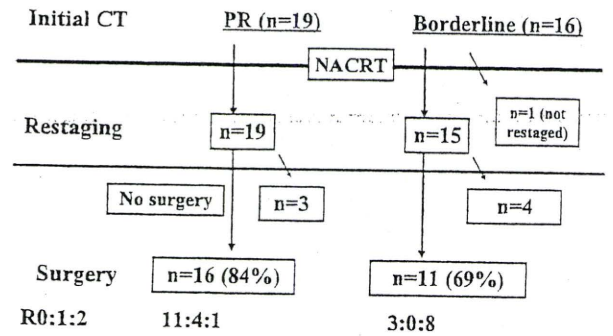 Initial CT PR (n=19) Borderline (n=16)
NACRT
n=1 (not
restaged)
Restaging n=19 n=15
No surgery n=3 n=4
Surgery n=16 (84%) n=11 (69%)
R0:1:2 11:4:1 3:0:8